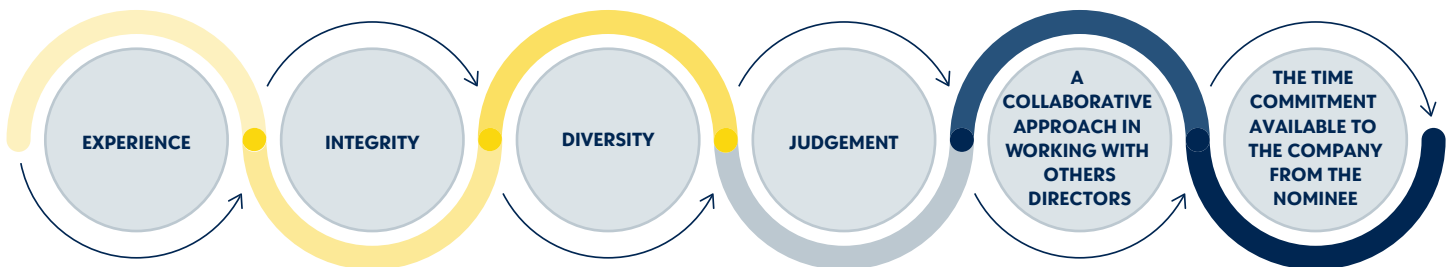 EXPERIENCE
INTEGRITY
DIVERSITY
JUDGEMENT
A
COLLABORATIVE
APPROACH IN
WORKING WITH
OTHERS
DIRECTORS
THE TIME
COMMITMENT
AVAILABLE TO
THE COMPANY
FROM THE
NOMINEE